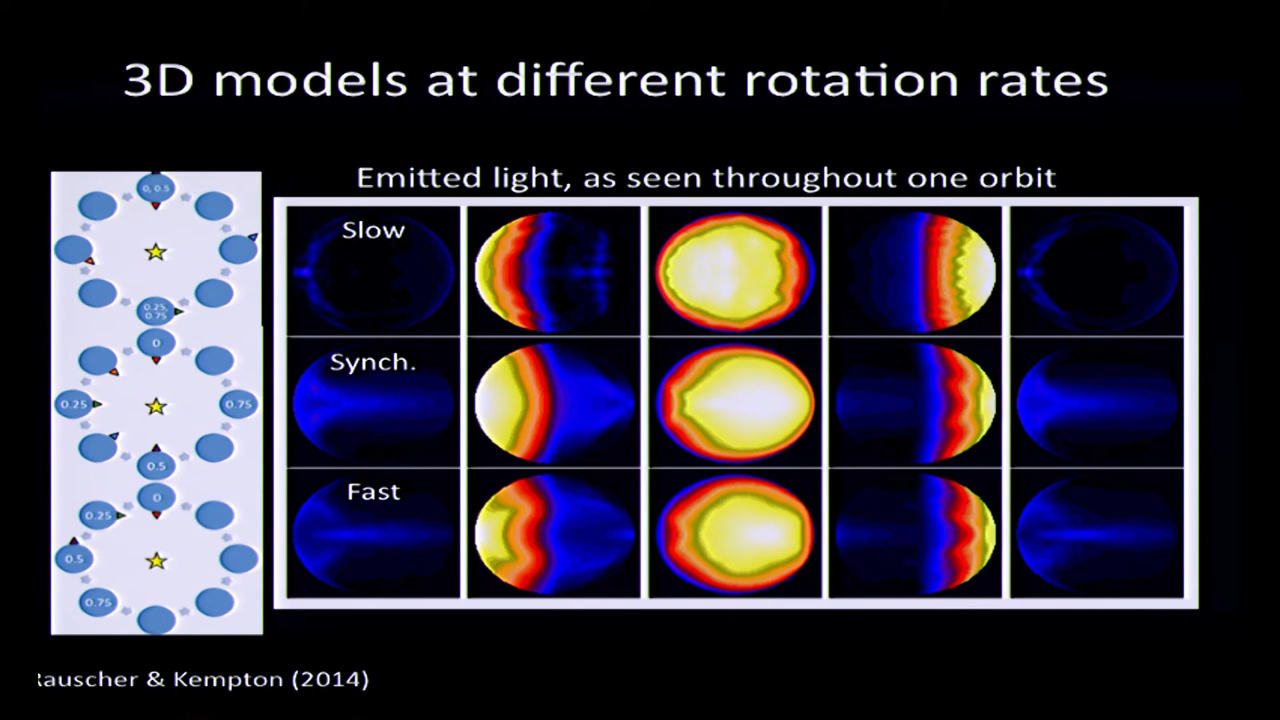 3D models at different rotation rates
Emitted light, as seen throughout one orbit
0, 0.5
0.25,
0.75
0
0.25
0.75
0.5
0
0.25
0.5
0.75
Slow
Synch.
Fast
& Kempton (2014)